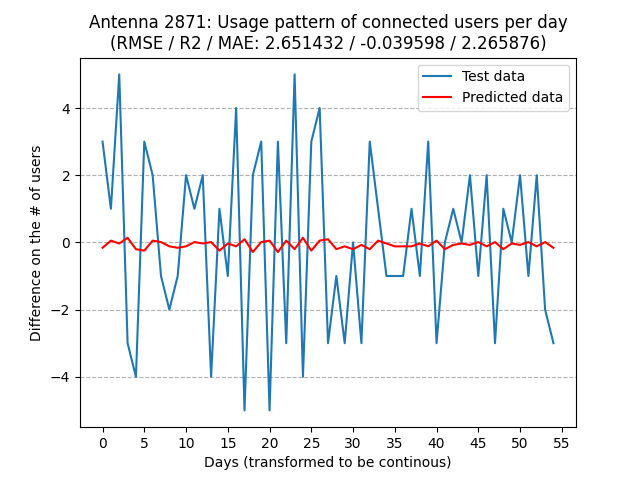 Antenna 2871: Usage pattern of connected users per day
(RMSE / R2 / MAE: 2.651432 / -0.039598 / 2.265876)
Test data
Predicted data
Difference on the # of users
4
2
0
−2
−4
0 5 10 15 20 25 30 35 40 45 50 55
Days (transformed to be continous)